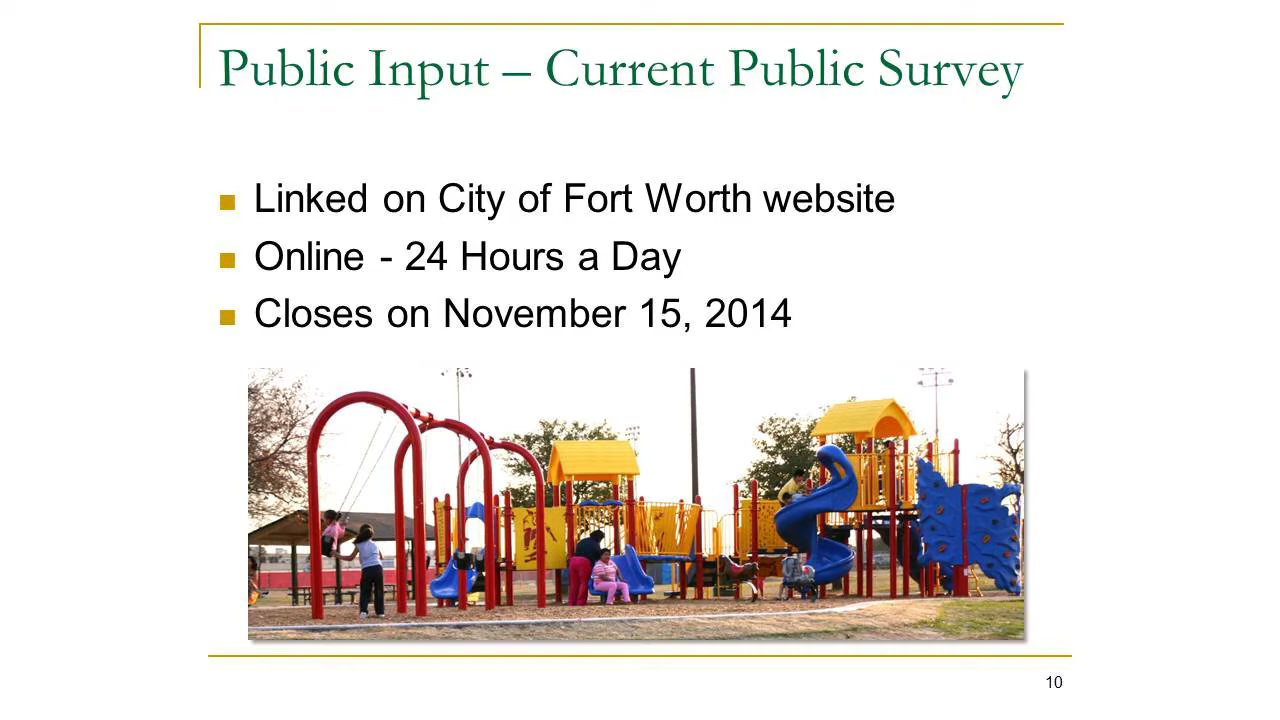 Public Input – Current Public Survey
Linked on City of Fort Worth website
Online - 24 Hours a Day
Closes on November 15, 2014
10